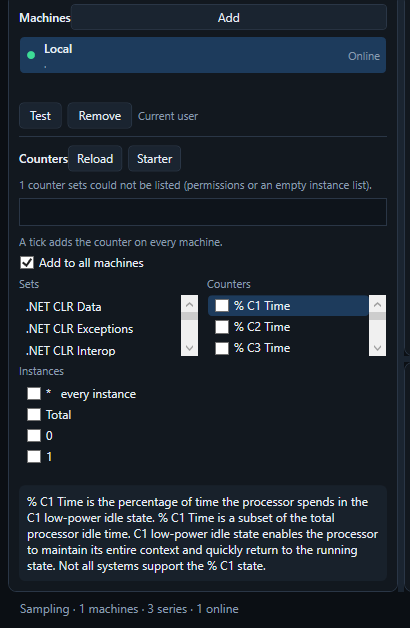 Machines Add
Local
.
Online
Test Remove Current user
Counters Reload Starter
1 counter sets could not be listed (permissions or an empty instance list).
A tick adds the counter on every machine.
Add to all machines
Sets
.NET CLR Data
.NET CLR Exceptions
.NET CLR Interop
Counters
% C1 Time
% C2 Time
% C3 Time
Instances
* every instance
Total
0
1
% C1 Time is the percentage of time the processor spends in the
C1 low-power idle state. % C1 Time is a subset of the total
processor idle time. C1 low-power idle state enables the processor
to maintain its entire context and quickly return to the running
state. Not all systems support the % C1 state.
Sampling · 1 machines · 3 series · 1 online